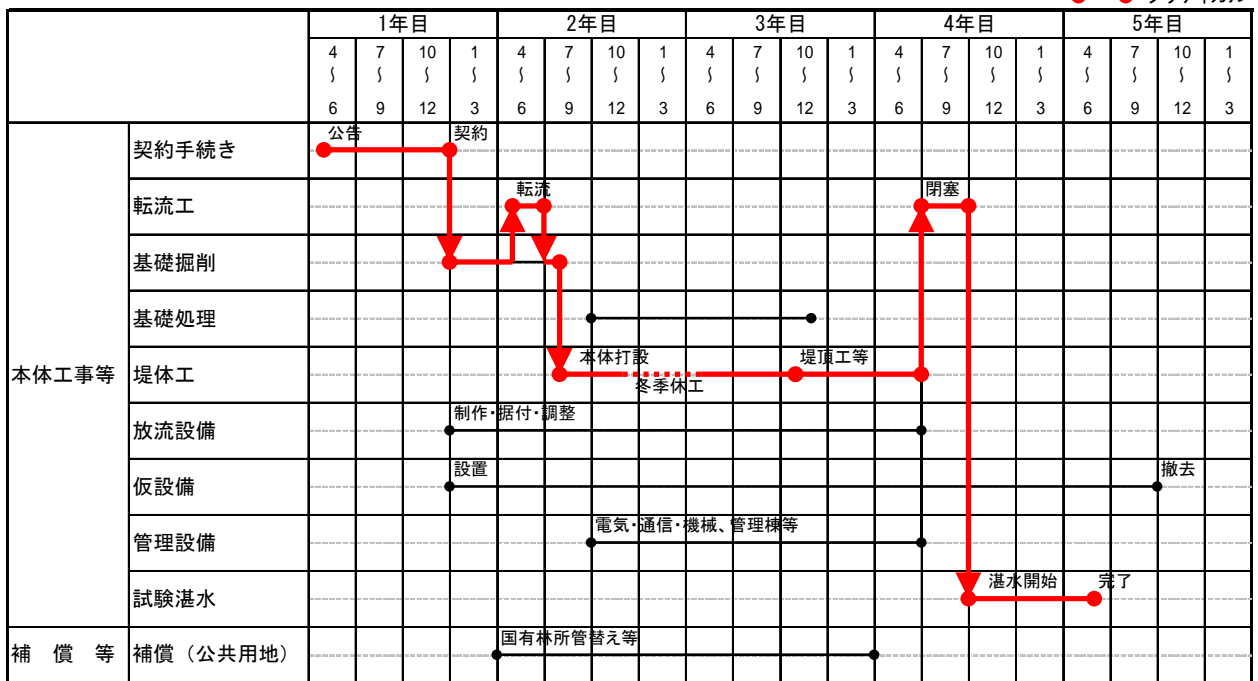 1年目 2年目 3年目 4年目 5年目
4 7 10 1 4 7 10 1 4 7 10 1 4 7 10 1 4 7 10 1
～ ～ ～ ～ ～ ～ ～ ～ ～ ～ ～ ～ ～ ～ ～ ～ ～ ～ ～ ～
6 9 12 3 6 9 12 3 6 9 12 3 6 9 12 3 6 9 12 3
公告 契約
契約手続き
転流 閉塞
転流工
基礎掘削
基礎処理
本体打設 堤頂工等
本体工事等 堤体工
冬季休工
制作・据付・調整
放流設備
設置 撤去
仮設備
電気・通信・機械、管理棟等
管理設備
湛水開始 完了
試験湛水
国有林所管替え等
補償等 補償（公共用地）